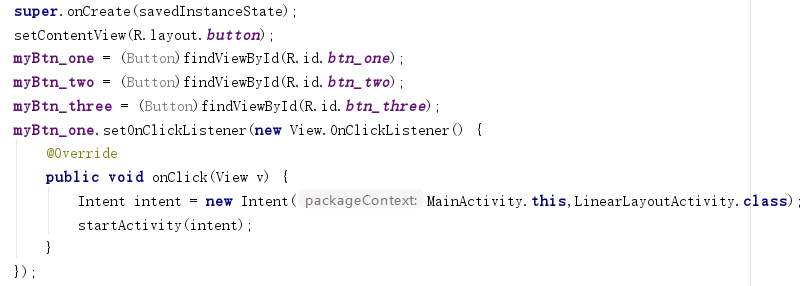 super.onCreate(savedInstanceState);
setContentView(R.layout.button);
myBtn_one = (Button)findViewById(R.id.btn_one);
myBtn_two = (Button)findViewById(R.id.btn_two);
myBtn_three = (Button)findViewById(R.id.btn_three);
myBtn_one.setOnClickListener(new View.OnClickListener() {
@Override
public void onClick(View v) {
Intent intent = new Intent( packageContext: MainActivity.this,LinearLayoutActivity.class);
startActivity(intent);
}
});